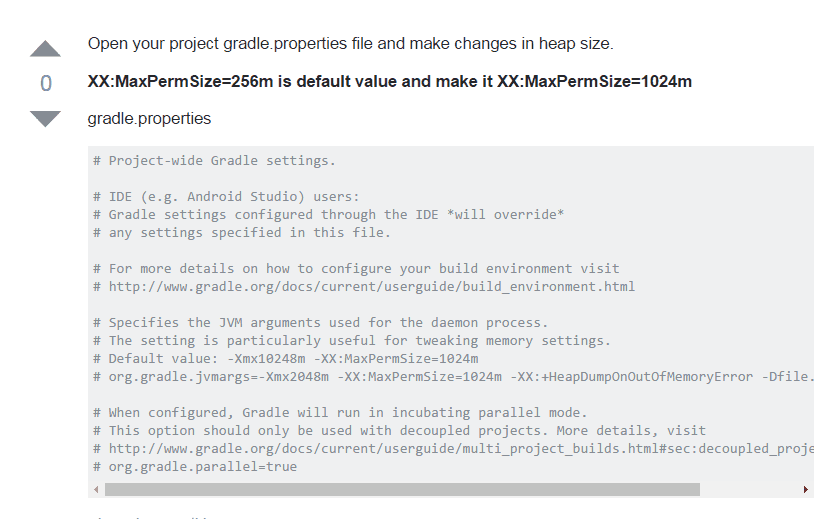 Open your project gradle.properties file and make changes in heap size.
0
XX:MaxPermSize=256m is default value and make it XX:MaxPermSize=1024m
gradle.properties
# Project-wide Gradle settings.
# IDE (e.g. Android Studio) users:
# Gradle settings configured through the IDE *will override*
# any settings specified in this file.
# For more details on how to configure your build environment visit
# http://www.gradle.org/docs/current/userguide/build_environment.html
# Specifies the JVM arguments used for the daemon process.
# The setting is particularly useful for tweaking memory settings.
# Default value: -Xmx10248m -XX:MaxPermSize=1024m
# org.gradle.jvmargs=-Xmx2048m -XX:MaxPermSize=1024m -XX:+HeapDumpOnOutOfMemoryError -Dfile.
# When configured, Gradle will run in incubating parallel mode.
# This option should only be used with decoupled projects. More details, visit
# http://www.gradle.org/docs/current/userguide/multi_project_builds.html#sec:decoupled_proje
# org.gradle.parallel=true